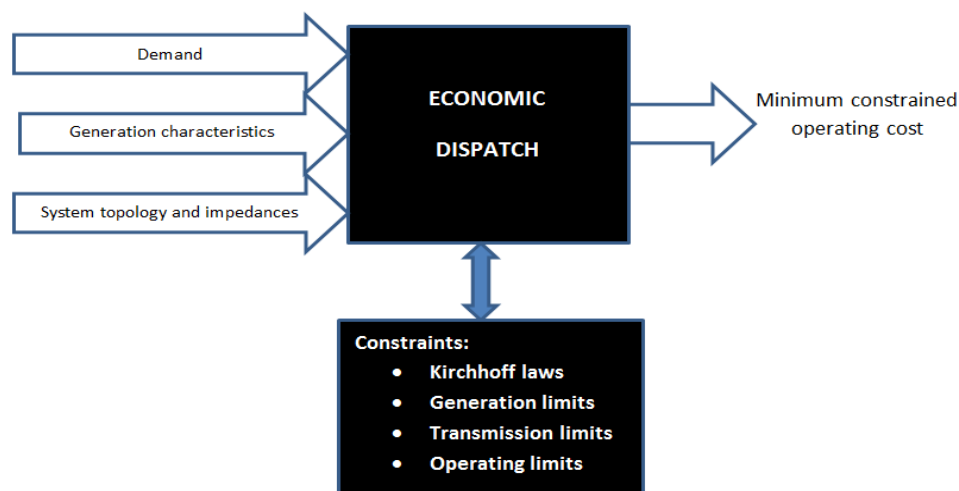 Demand
Generation characteristics
System topology and impedances
ECONOMIC
DISPATCH
Minimum constrained
operating cost
Constraints:
• Kirchhoff laws
• Generation limits
• Transmission limits
• Operating limits